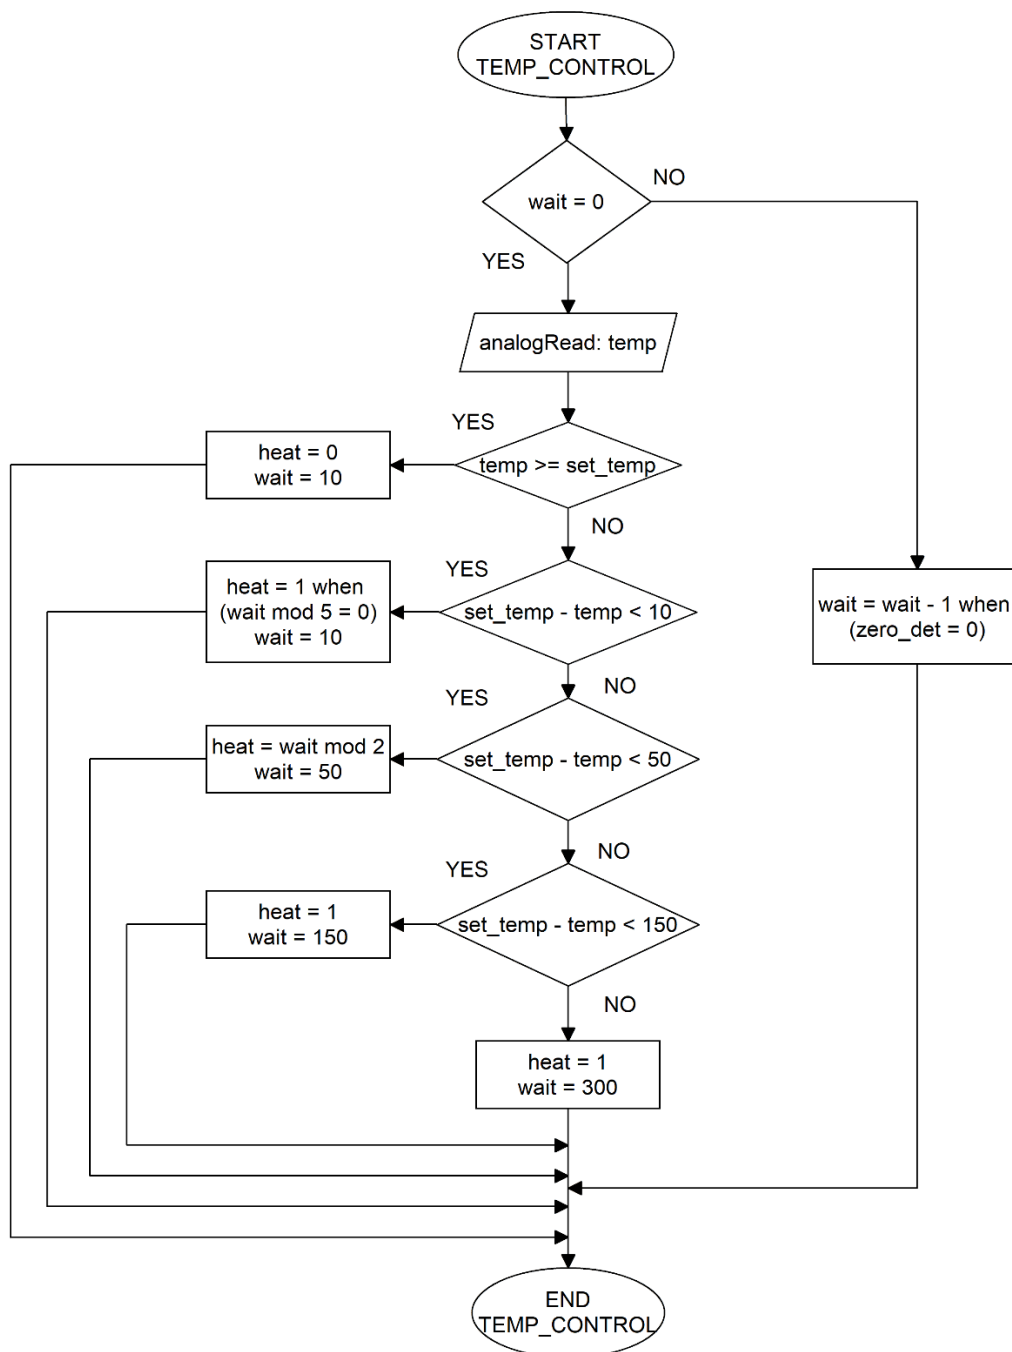 START
TEMP_CONTROL
wait = 0
NO
YES
analogRead: temp
YES
temp >= set_temp
heat = 0
wait = 10
NO
YES
set_temp - temp < 10
heat = 1 when
(wait mod 5 = 0)
wait = 10
wait = wait - 1 when
(zero_det = 0)
NO
YES
set_temp - temp < 50
heat = wait mod 2
wait = 50
NO
YES
set_temp - temp < 150
heat = 1
wait = 150
NO
heat = 1
wait = 300
END
TEMP_CONTROL